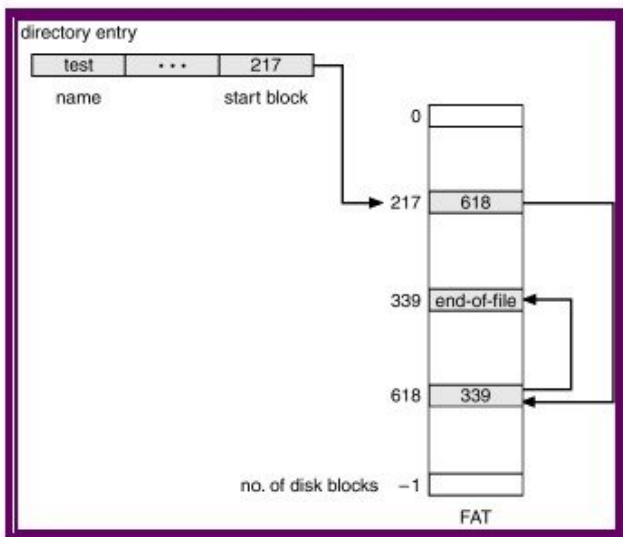 directory entry
test ••• 217
name start block
0
217 618
339 end-of-file
618 339
no. of disk blocks −1
FAT